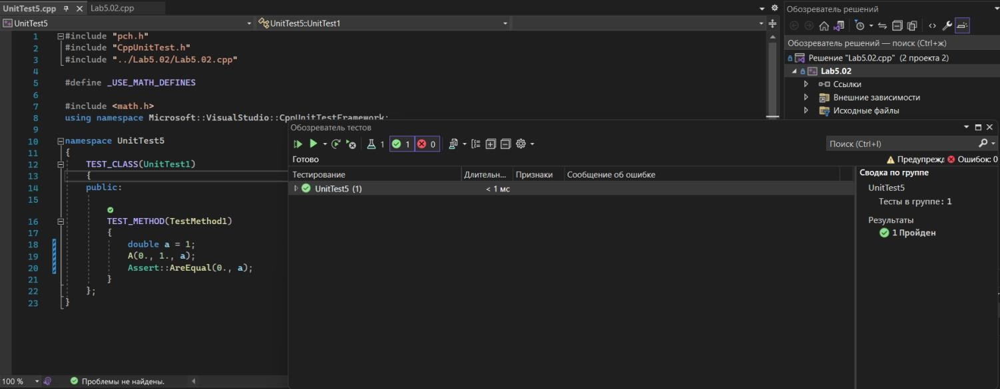 UnitTest5.cpp
Lab5.02.cpp
UnitTest5
UnitTest5::UnitTest1
1 #include "pch.h"
2 #include "CppUnitTest.h"
3 #include "../Lab5.02/Lab5.02.cpp"
4
5 #define _USE_MATH_DEFINES
6
7 #include <math.h>
8 using namespace Microsoft::VisualStudio::CppUnitTestFramework;
9
10 namespace UnitTest5
11 {
12 TEST_CLASS(UnitTest1)
13 {
14 public:
15
16 TEST_METHOD(TestMethod1)
17 {
18 double a = 1;
19 A(0., 1., a);
20 Assert::AreEqual(0., a);
21 }
22 };
23 }
100 %
Проблемы не найдены.
Обозреватель решений
Обозреватель решений — поиск (Ctrl+ж)
Решение "Lab5.02.cpp" (2 проекта 2)
Lab5.02
Ссылки
Внешние зависимости
Исходные файлы
Обозреватель тестов
1 1 0
Поиск (Ctrl+I)
Готово
Предупрежд Ошибок: 0
Тестирование Длительн... Признаки Сообщение об ошибке
UnitTest5 (1) < 1 мс
Сводка по группе
UnitTest5
Тесты в группе: 1
Результаты
1 Пройден